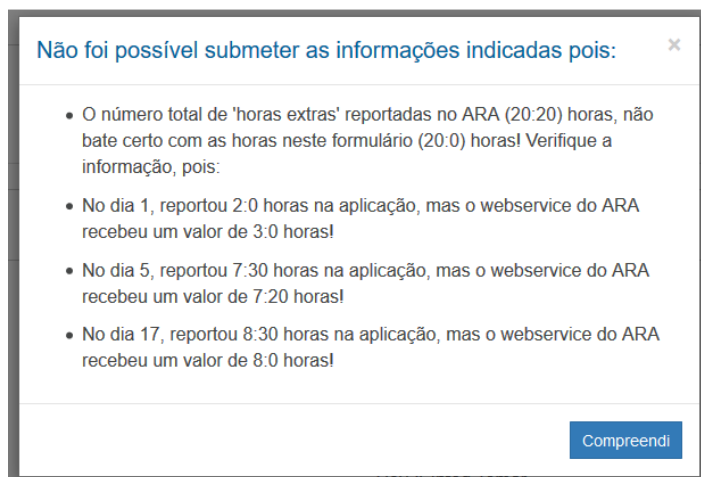 Não foi possível submeter as informações indicadas pois:
×
• O número total de 'horas extras' reportadas no ARA (20:20) horas, não
bate certo com as horas neste formulário (20:0) horas! Verifique a
informação, pois:
• No dia 1, reportou 2:0 horas na aplicação, mas o webservice do ARA
recebeu um valor de 3:0 horas!
• No dia 5, reportou 7:30 horas na aplicação, mas o webservice do ARA
recebeu um valor de 7:20 horas!
• No dia 17, reportou 8:30 horas na aplicação, mas o webservice do ARA
recebeu um valor de 8:0 horas!
Compreendi